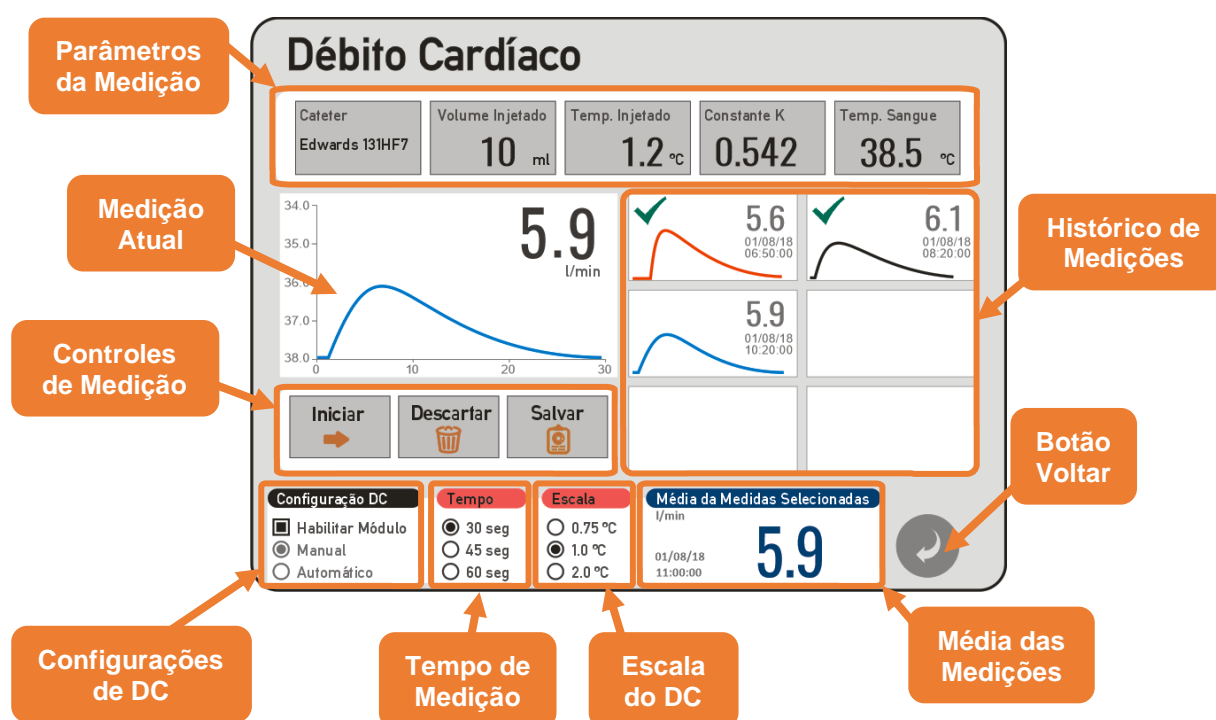 Débito Cardíaco
Parâmetros
da Medição
Cateter
Edwards 131HF7
Volume Injetado
10 ml
Temp. Injetado
1.2 ºC
Constante K
0.542
Temp. Sangue
38.5 ºC
Medição
Atual
34.0
35.0
36.0
37.0
38.0
0 10 20 30
5.9
l/min
5.6
01/08/18
06:50:00
6.1
01/08/18
08:20:00
5.9
01/08/18
10:20:00
Histórico de
Medições
Controles
de Medição
Iniciar
Descartar
Salvar
Botão
Voltar
Configuração DC
Habilitar Módulo
Manual
Automático
Tempo
30 seg
45 seg
60 seg
Escala
0.75 ºC
1.0 ºC
2.0 ºC
Média da Medidas Selecionadas
l/min
5.9
01/08/18
11:00:00
Configurações
de DC
Tempo de
Medição
Escala
do DC
Média das
Medições